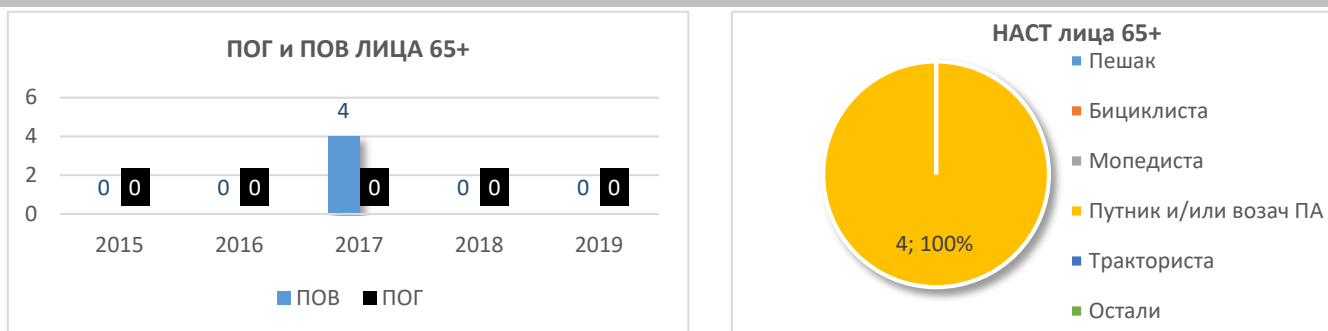 ПОГ и ПОВ ЛИЦА 65+
6
4
2
0
4
0 0 0 0 0 0 0 0 0
2015 2016 2017 2018 2019
ПОВ ПОГ
НАСТ лица 65+
Пешак
Бициклиста
Мопедиста
Путник и/или возач ПА
Тракториста
Остали
4; 100%